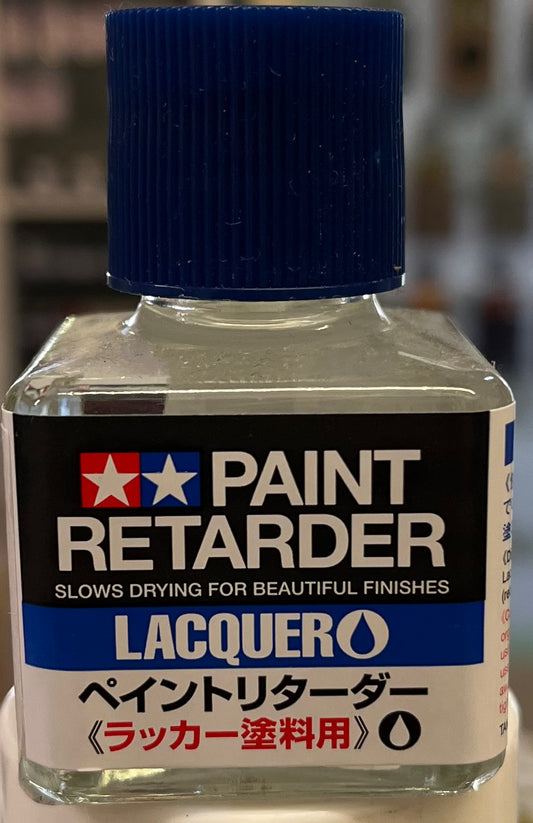 PAINT
RETARDER
SLOWS DRYING FOR BEAUTIFUL FINISHES
LACQUER
ペイントリターダー
《ラッカー塗料用》